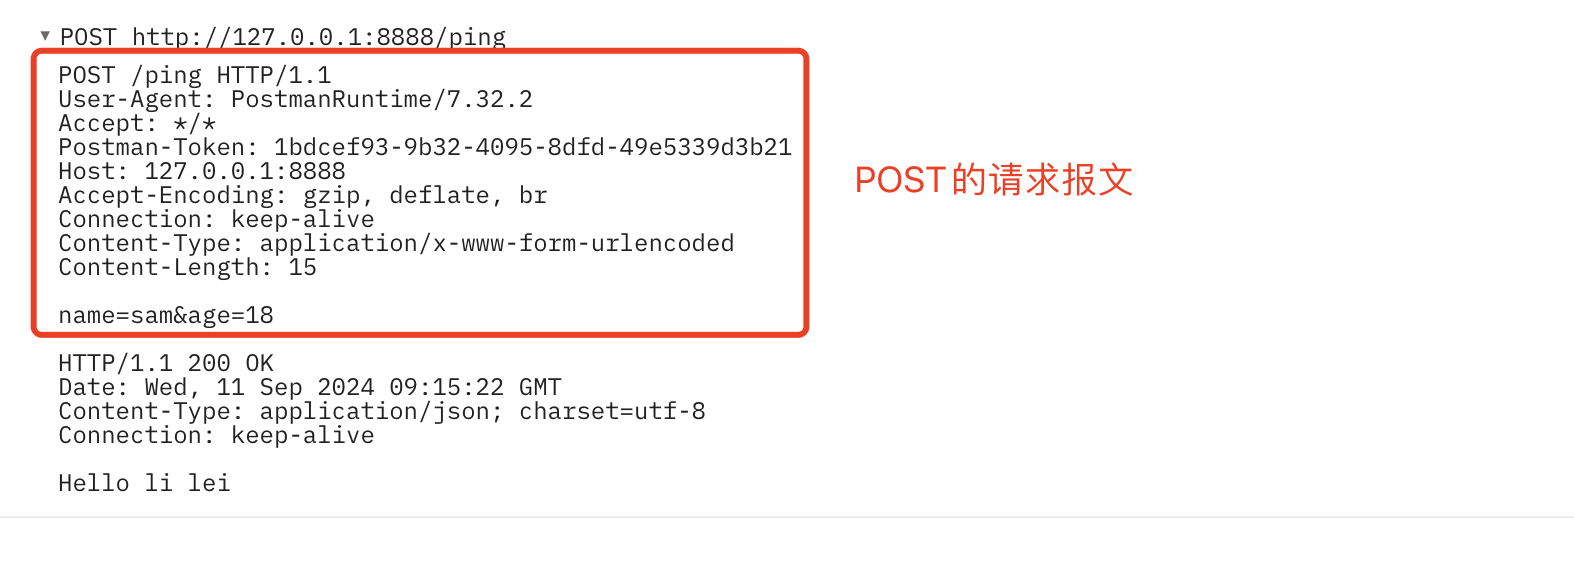 ▼ POST http://127.0.0.1:8888/ping
POST /ping HTTP/1.1
User-Agent: PostmanRuntime/7.32.2
Accept: */*
Postman-Token: 1bdcef93-9b32-4095-8dfd-49e5339d3b21
Host: 127.0.0.1:8888
Accept-Encoding: gzip, deflate, br
Connection: keep-alive
Content-Type: application/x-www-form-urlencoded
Content-Length: 15
name=sam&age=18
POST的请求报文
HTTP/1.1 200 OK
Date: Wed, 11 Sep 2024 09:15:22 GMT
Content-Type: application/json; charset=utf-8
Connection: keep-alive
Hello li lei